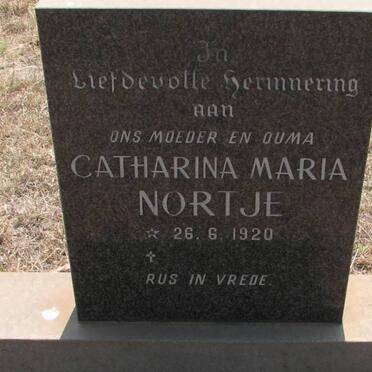 In
Liefdevolle Herinnering
aan
ONS MOEDER EN OUMA
CATHARINA MARIA
NORTJE
☆ 26. 6. 1920
✝
RUS IN VREDE.